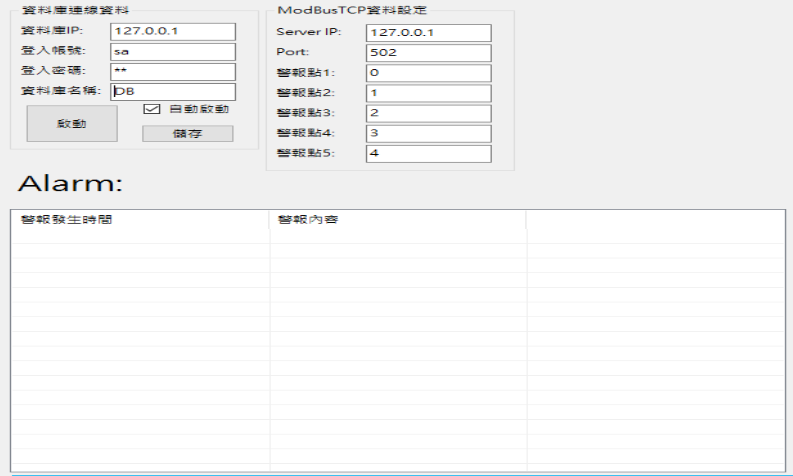 資料庫連線資料
資料庫IP: 127.0.0.1
登入帳號: sa
登入密碼: **
資料庫名稱: DB
自動啟動
啟動
儲存
ModBusTCP資料設定
Server IP: 127.0.0.1
Port: 502
警報點1: 0
警報點2: 1
警報點3: 2
警報點4: 3
警報點5: 4
Alarm:
警報發生時間 警報內容